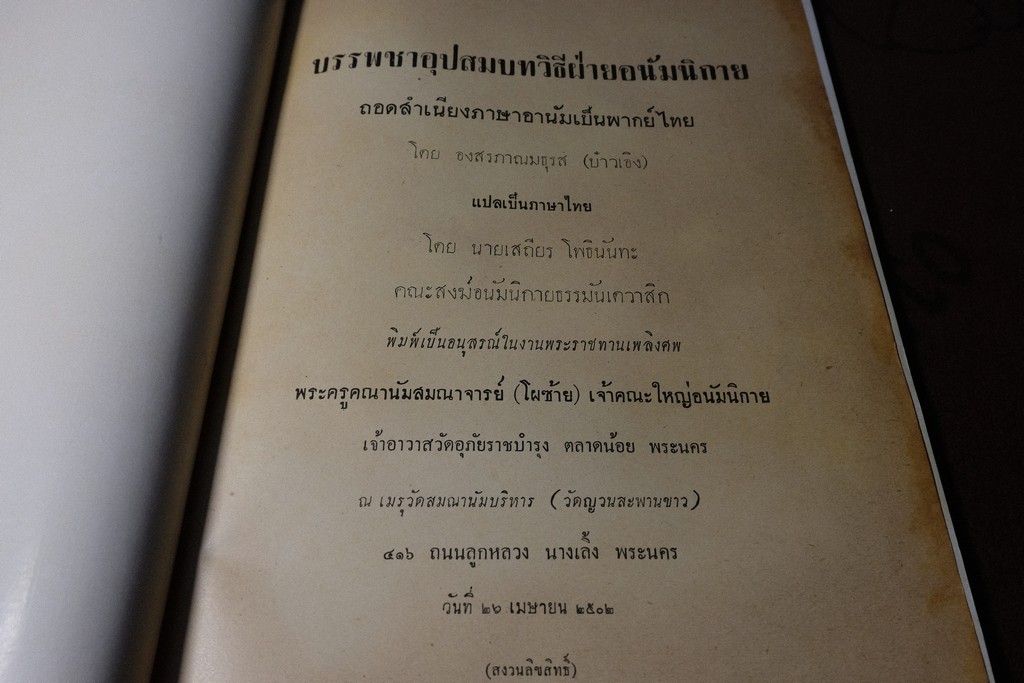 บรรพชาอุปสมบทวิธีฝ่ายอนัมนิกาย
ถอดสำเนียงภาษาอานัมเป็นพากย์ไทย
โดย องสรภาณมธุรส (บ๋าวเอิง)
แปลเป็นภาษาไทย
โดย นายเสถียร โพธินันทะ
คณะสงฆ์อนัมนิกายธรรมันเตวาสิก
พิมพ์เป็นอนุสรณ์ในงานพระราชทานเพลิงศพ
พระครูคณานัมสมณาจารย์ (โผซ้าย) เจ้าคณะใหญ่อนัมนิกาย
เจ้าอาวาสวัดอุภัยราชบำรุง ตลาดน้อย พระนคร
ณ เมรุวัดสมณานัมบริหาร (วัดญวนสะพานขาว)
๔๑๖ ถนนลูกหลวง นางเลิ้ง พระนคร
วันที่ ๒๖ เมษายน ๒๕๐๒
(สงวนลิขสิทธิ์)